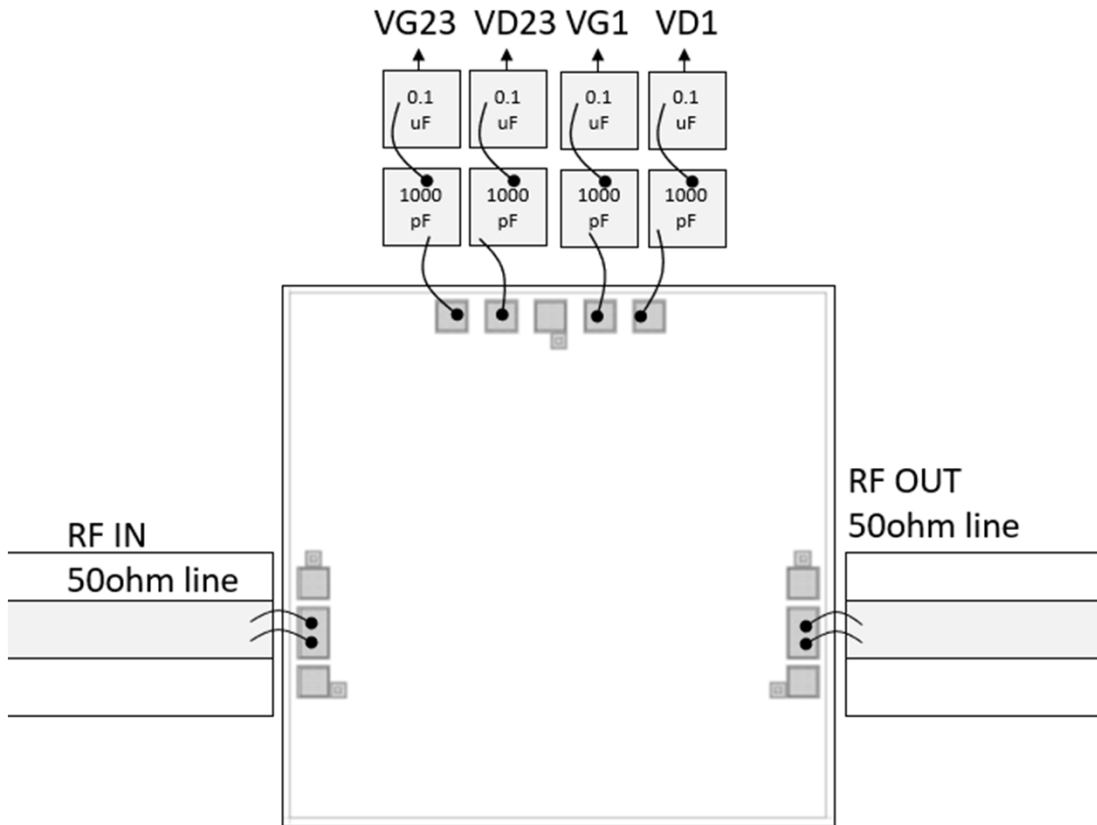 VG23 VD23 VG1 VD1
0.1 0.1 0.1 0.1
uF uF uF uF
1000 1000 1000 1000
pF pF pF pF
RF OUT
50ohm line
RF IN
50ohm line